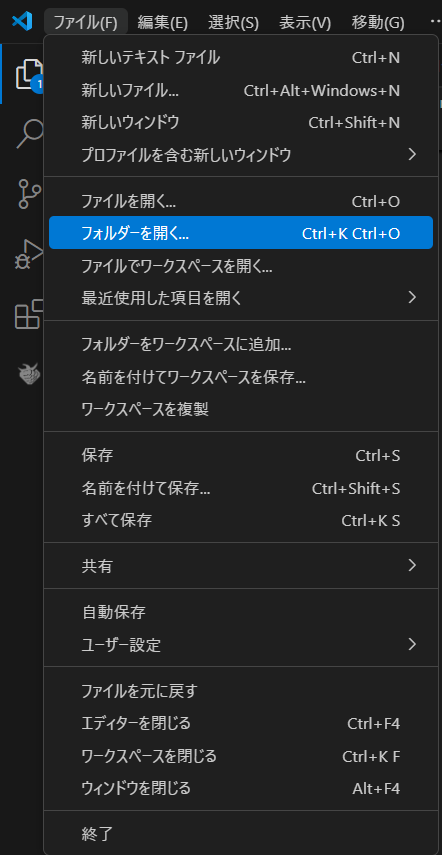 ファイル(F) 編集(E) 選択(S) 表示(V) 移動(G) ...
新しいテキスト ファイル Ctrl+N
1
新しいファイル... Ctrl+Alt+Windows+N
新しいウィンドウ Ctrl+Shift+N
プロファイルを含む新しいウィンドウ
ファイルを開く... Ctrl+O
フォルダーを開く... Ctrl+K Ctrl+O
ファイルでワークスペースを開く...
最近使用した項目を開く
フォルダーをワークスペースに追加...
名前を付けてワークスペースを保存...
ワークスペースを複製
保存 Ctrl+S
名前を付けて保存... Ctrl+Shift+S
すべて保存 Ctrl+K S
共有
自動保存
ユーザー設定
ファイルを元に戻す
エディターを閉じる Ctrl+F4
ワークスペースを閉じる Ctrl+K F
ウィンドウを閉じる Alt+F4
終了